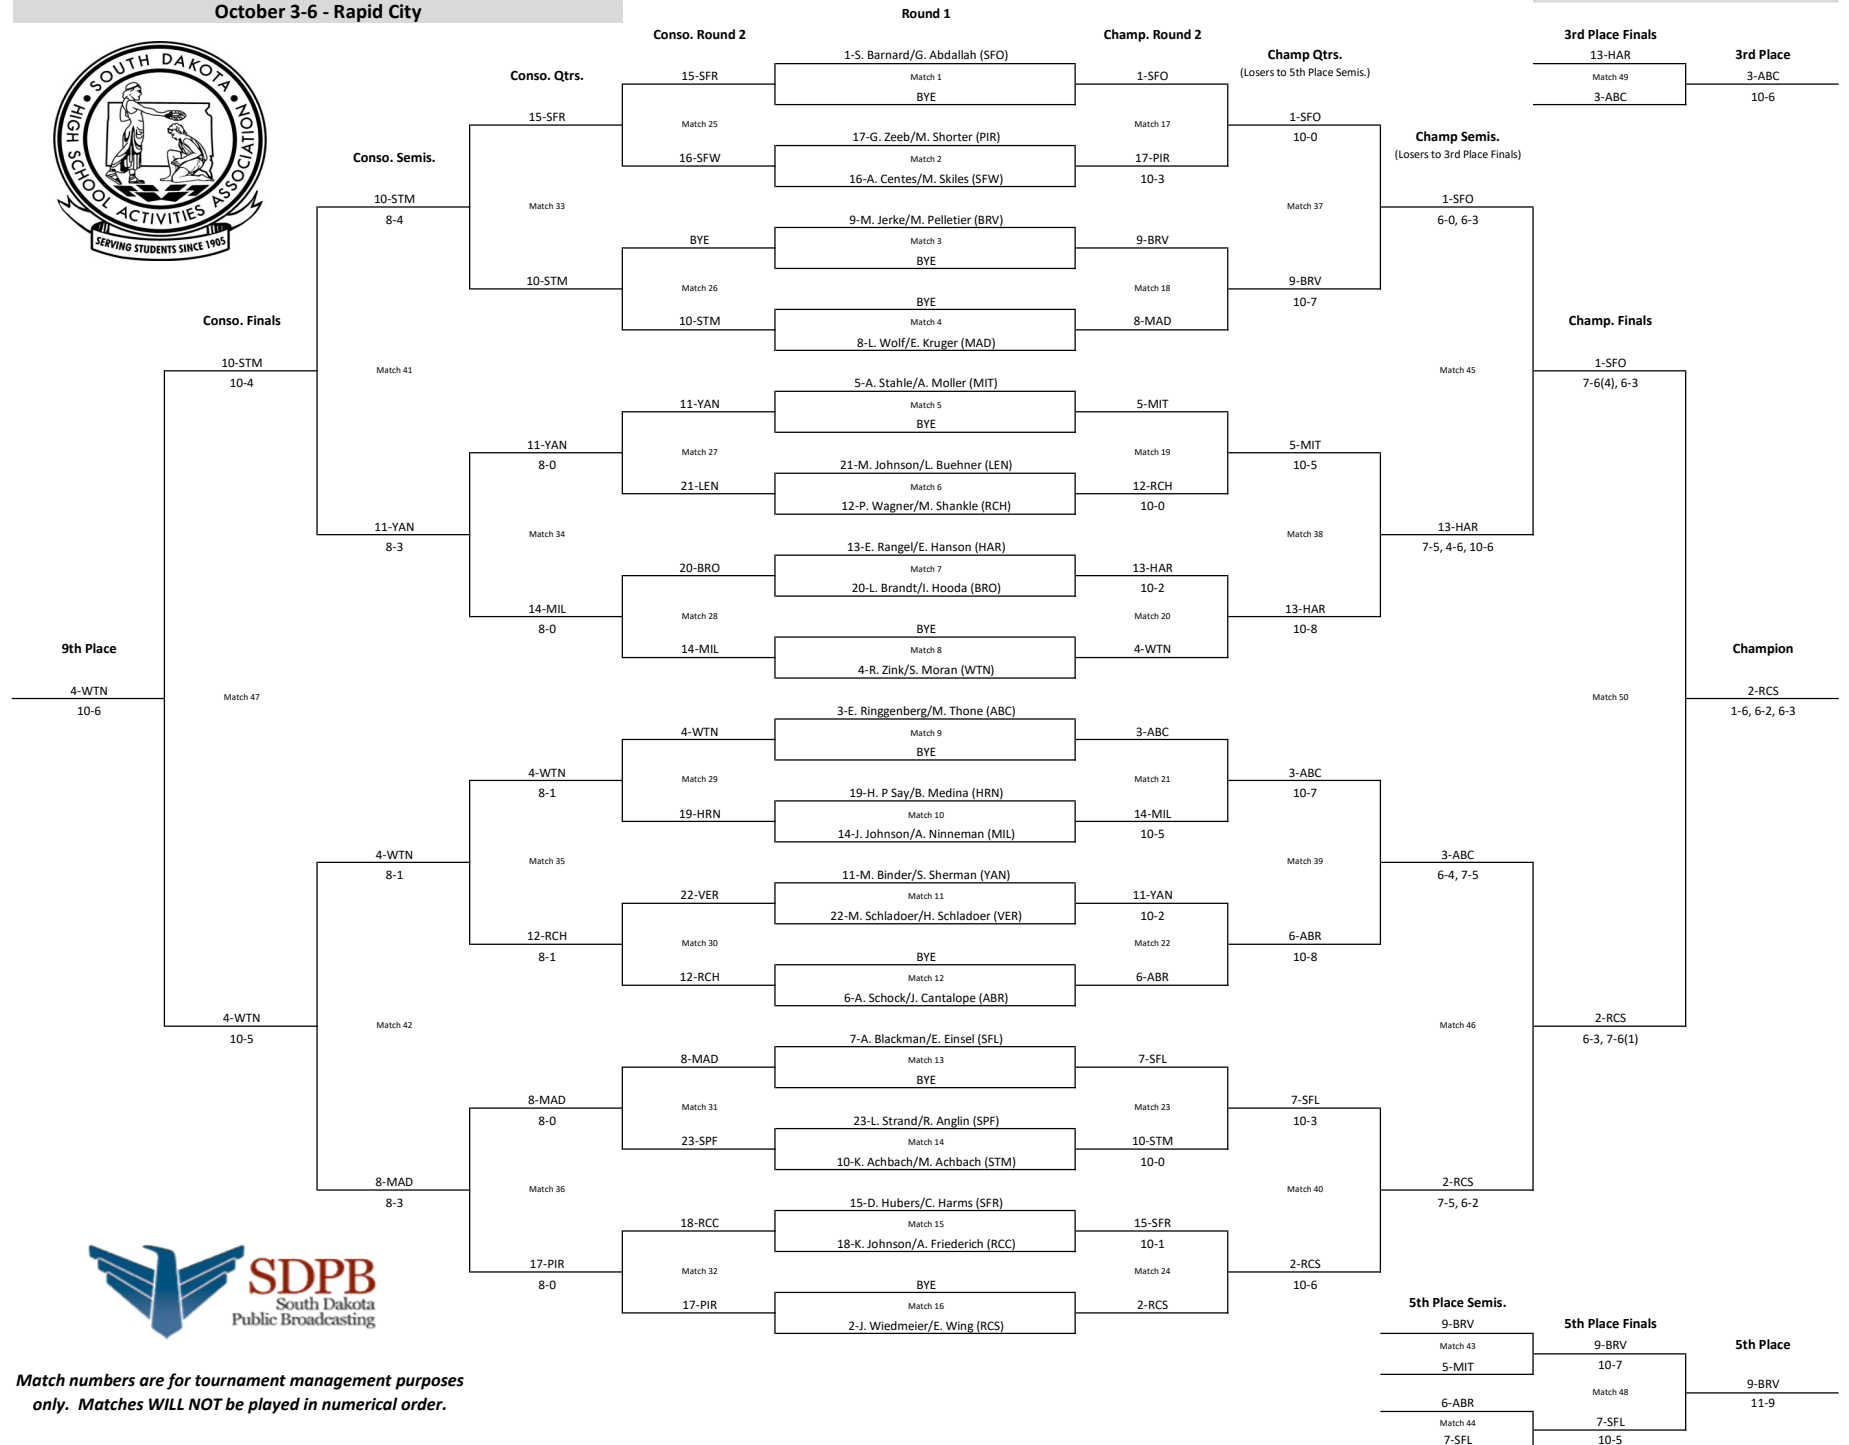 October 3-6 - Rapid City
SOUTH DAKOTA
HIGH SCHOOL ACTIVITIES ASSOCIATION
SERVING STUDENTS SINCE 1905
Round 1
1-S. Barnard/G. Abdallah (SFO)
Match 1
BYE
17-G. Zeeb/M. Shorter (PIR)
Match 2
16-A. Centes/M. Skiles (SFW)
9-M. Jerke/M. Pelletier (BRV)
Match 3
BYE
BYE
Match 4
8-L. Wolf/E. Kruger (MAD)
5-A. Stahle/A. Moller (MIT)
Match 5
BYE
21-M. Johnson/L. Buehner (LEN)
Match 6
12-P. Wagner/M. Shankle (RCH)
13-E. Rangel/E. Hanson (HAR)
Match 7
20-L. Brandt/I. Hooda (BRO)
BYE
Match 8
4-R. Zink/S. Moran (WTN)
3-E. Ringgenberg/M. Thone (ABC)
Match 9
BYE
19-H. P Say/B. Medina (HRN)
Match 10
14-J. Johnson/A. Ninneman (MIL)
11-M. Binder/S. Sherman (YAN)
Match 11
22-M. Schladoer/H. Schladoer (VER)
BYE
Match 12
6-A. Schock/J. Cantalope (ABR)
7-A. Blackman/E. Einsel (SFL)
Match 13
BYE
23-L. Strand/R. Anglin (SPF)
Match 14
10-K. Achbach/M. Achbach (STM)
15-D. Hubers/C. Harms (SFR)
Match 15
18-K. Johnson/A. Friederich (RCC)
BYE
Match 16
2-J. Wiedmeier/E. Wing (RCS)
Conso. Round 2
15-SFR
Match 25
16-SFW
BYE
Match 26
10-STM
11-YAN
Match 27
21-LEN
20-BRO
Match 28
14-MIL
4-WTN
Match 29
19-HRN
22-VER
Match 30
12-RCH
8-MAD
Match 31
23-SPF
18-RCC
Match 32
17-PIR
Conso. Qtrs.
15-SFR
Match 33
10-STM
11-YAN
8-0
Match 34
14-MIL
8-0
4-WTN
8-1
Match 35
12-RCH
8-1
8-MAD
8-0
Match 36
17-PIR
8-0
Conso. Semis.
10-STM
8-4
Match 41
11-YAN
8-3
4-WTN
8-1
Match 42
8-MAD
8-3
Conso. Finals
10-STM
10-4
Match 47
4-WTN
10-5
9th Place
4-WTN
10-6
Champ. Round 2
1-SFO
Match 17
17-PIR
10-3
9-BRV
Match 18
8-MAD
5-MIT
Match 19
12-RCH
10-0
13-HAR
10-2
Match 20
4-WTN
3-ABC
Match 21
14-MIL
10-5
11-YAN
10-2
Match 22
6-ABR
7-SFL
Match 23
10-STM
10-0
15-SFR
10-1
Match 24
2-RCS
Champ Qtrs.
(Losers to 5th Place Semis.)
1-SFO
10-0
Match 37
9-BRV
10-7
5-MIT
10-5
Match 38
13-HAR
10-8
3-ABC
10-7
Match 39
6-ABR
10-8
7-SFL
10-3
Match 40
2-RCS
10-6
Champ Semis.
(Losers to 3rd Place Finals)
1-SFO
6-0, 6-3
Match 45
13-HAR
7-5, 4-6, 10-6
3-ABC
6-4, 7-5
Match 46
2-RCS
7-5, 6-2
Champ. Finals
1-SFO
7-6(4), 6-3
Match 50
2-RCS
6-3, 7-6(1)
Champion
2-RCS
1-6, 6-2, 6-3
3rd Place Finals
13-HAR
Match 49
3-ABC
3rd Place
3-ABC
10-6
5th Place Semis.
9-BRV
Match 43
5-MIT
6-ABR
Match 44
7-SFL
5th Place Finals
9-BRV
10-7
Match 48
7-SFL
10-5
5th Place
9-BRV
11-9
SDPB
South Dakota
Public Broadcasting
Match numbers are for tournament management purposes
only. Matches WILL NOT be played in numerical order.